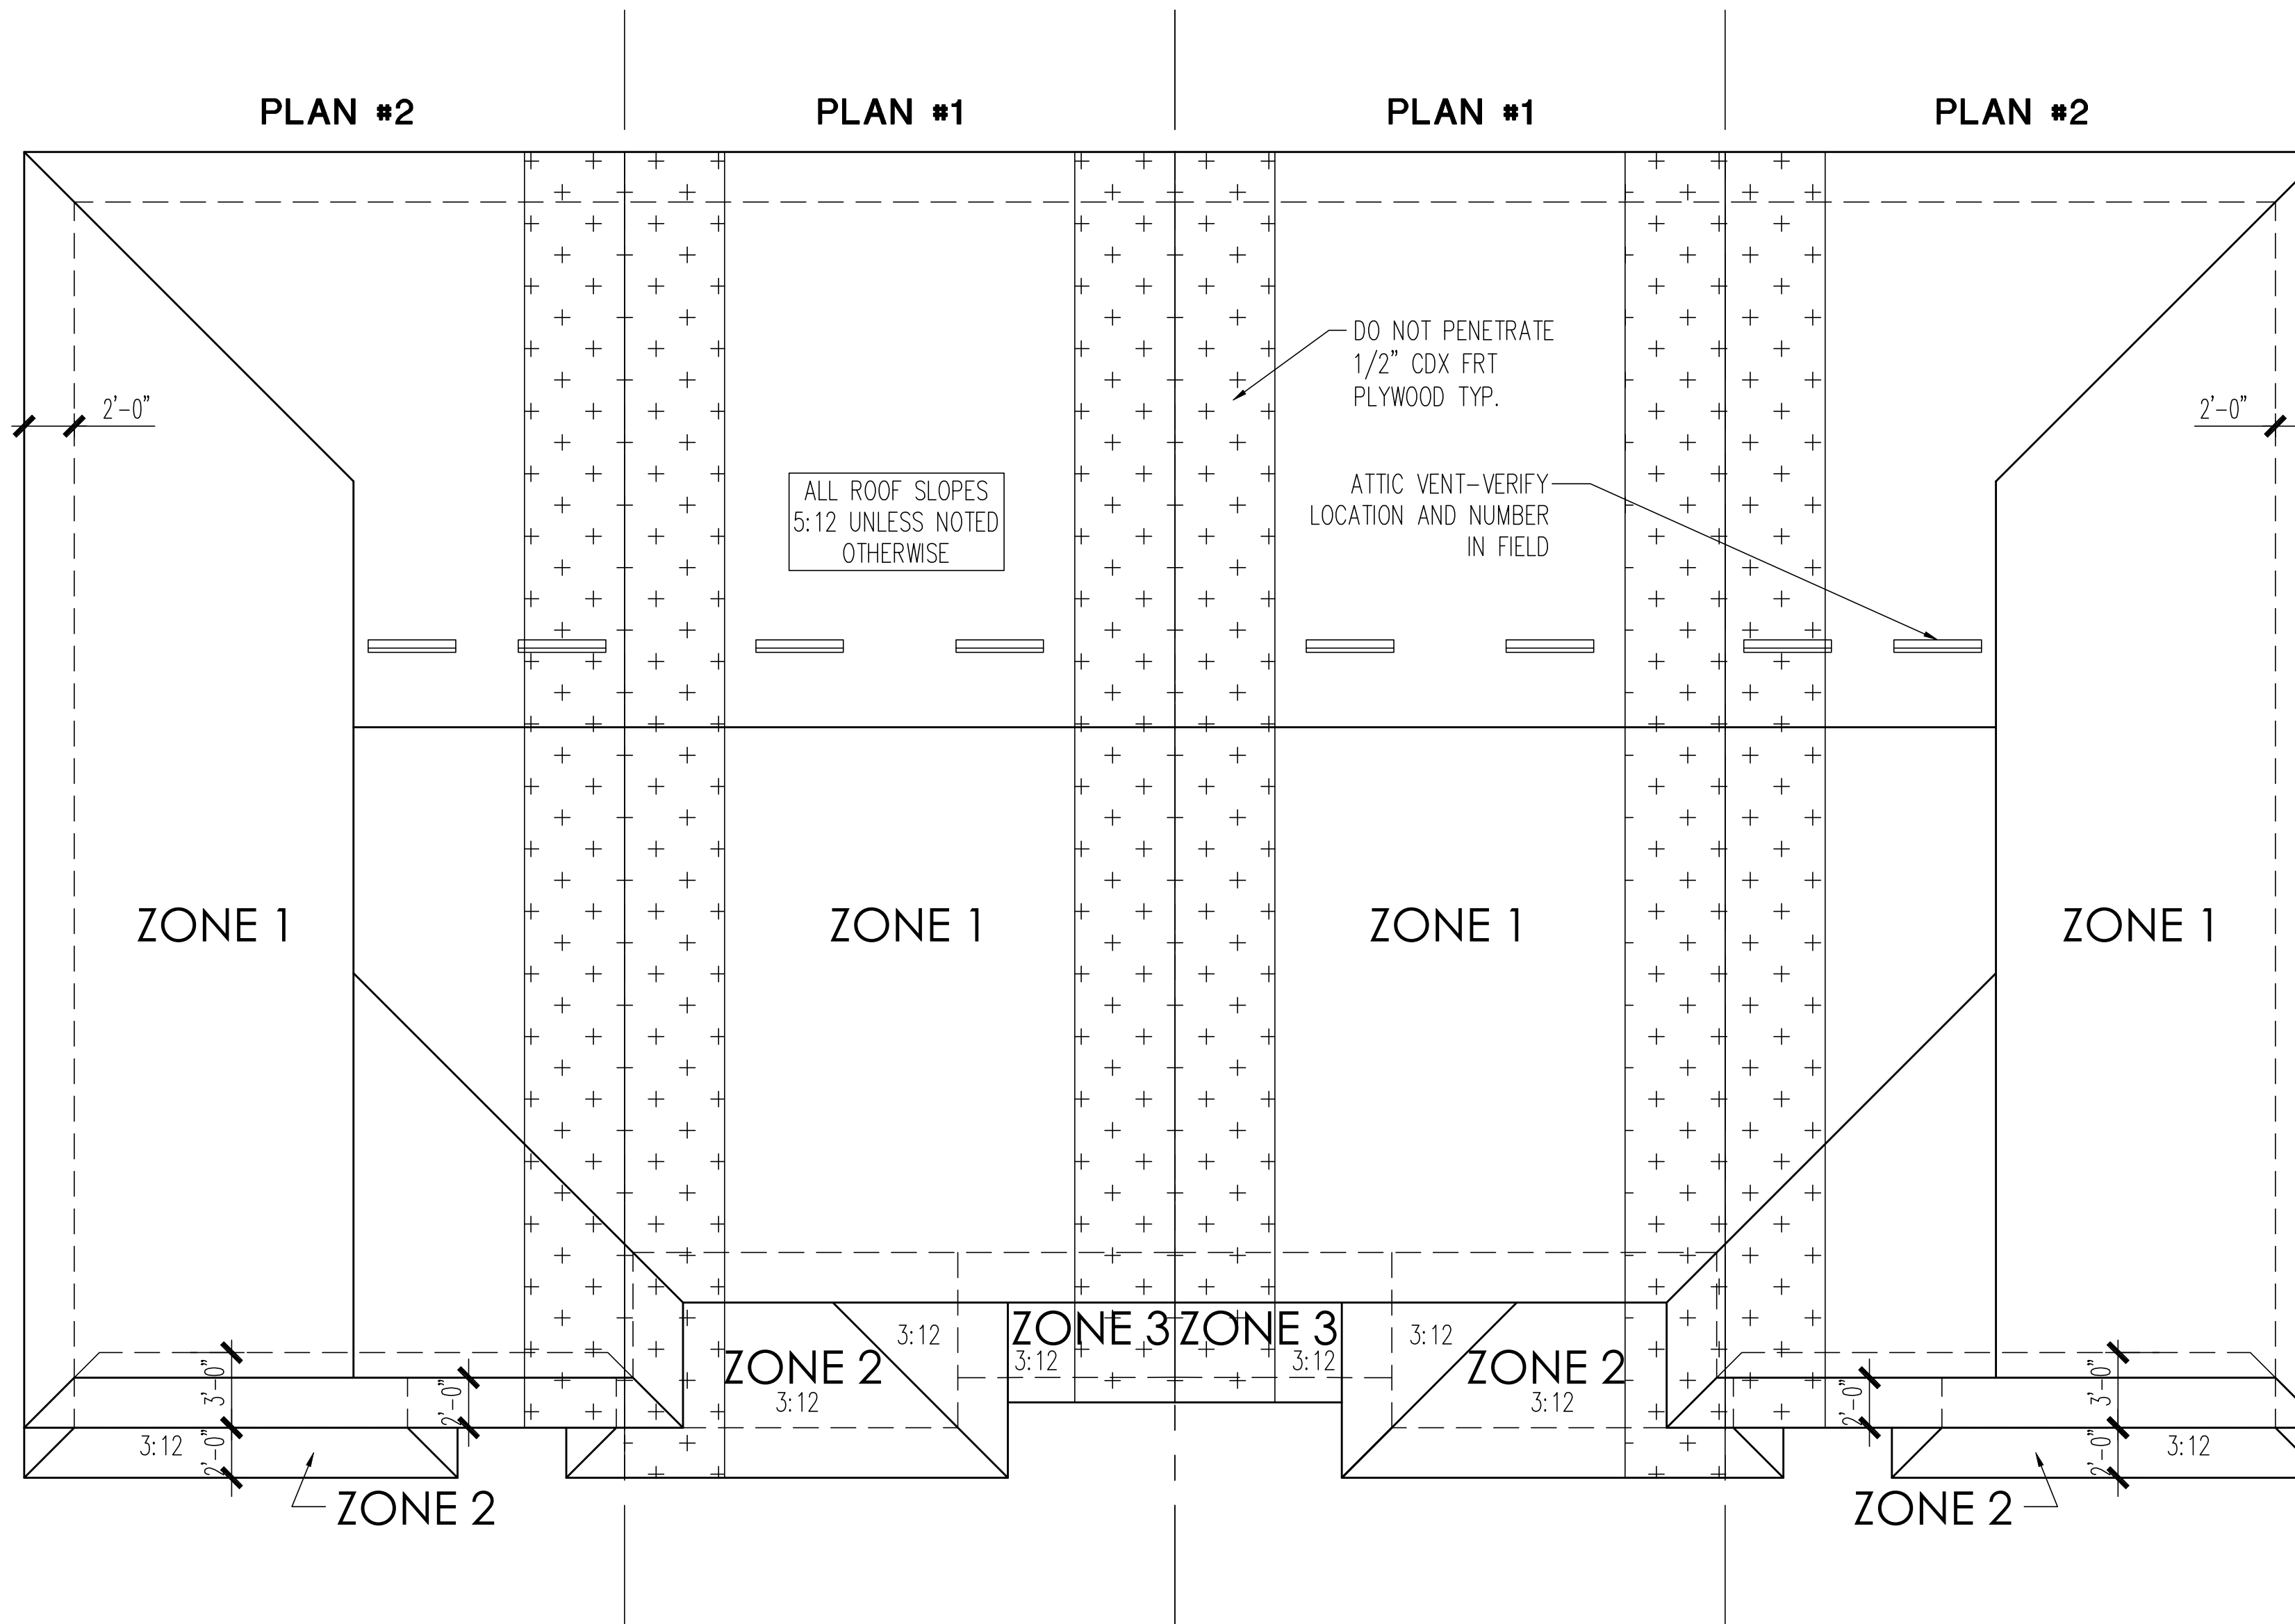 PLAN #2
PLAN #1
PLAN #1
PLAN #2
DO NOT PENETRATE
1/2" CDX FRT
PLYWOOD TYP.
2'-0"
2'-0"
ALL ROOF SLOPES
5:12 UNLESS NOTED
OTHERWISE
ATTIC VENT-VERIFY
LOCATION AND NUMBER
IN FIELD
ZONE 1
ZONE 1
ZONE 1
ZONE 1
3:12
ZONE 3
ZONE 3
3:12
3:12
3:12
ZONE 2
ZONE 2
3:12
3:12
3'-0"
2'-0"
2'-0"
3'-0"
3:12
2'-0"
2'-0"
3:12
ZONE 2
ZONE 2